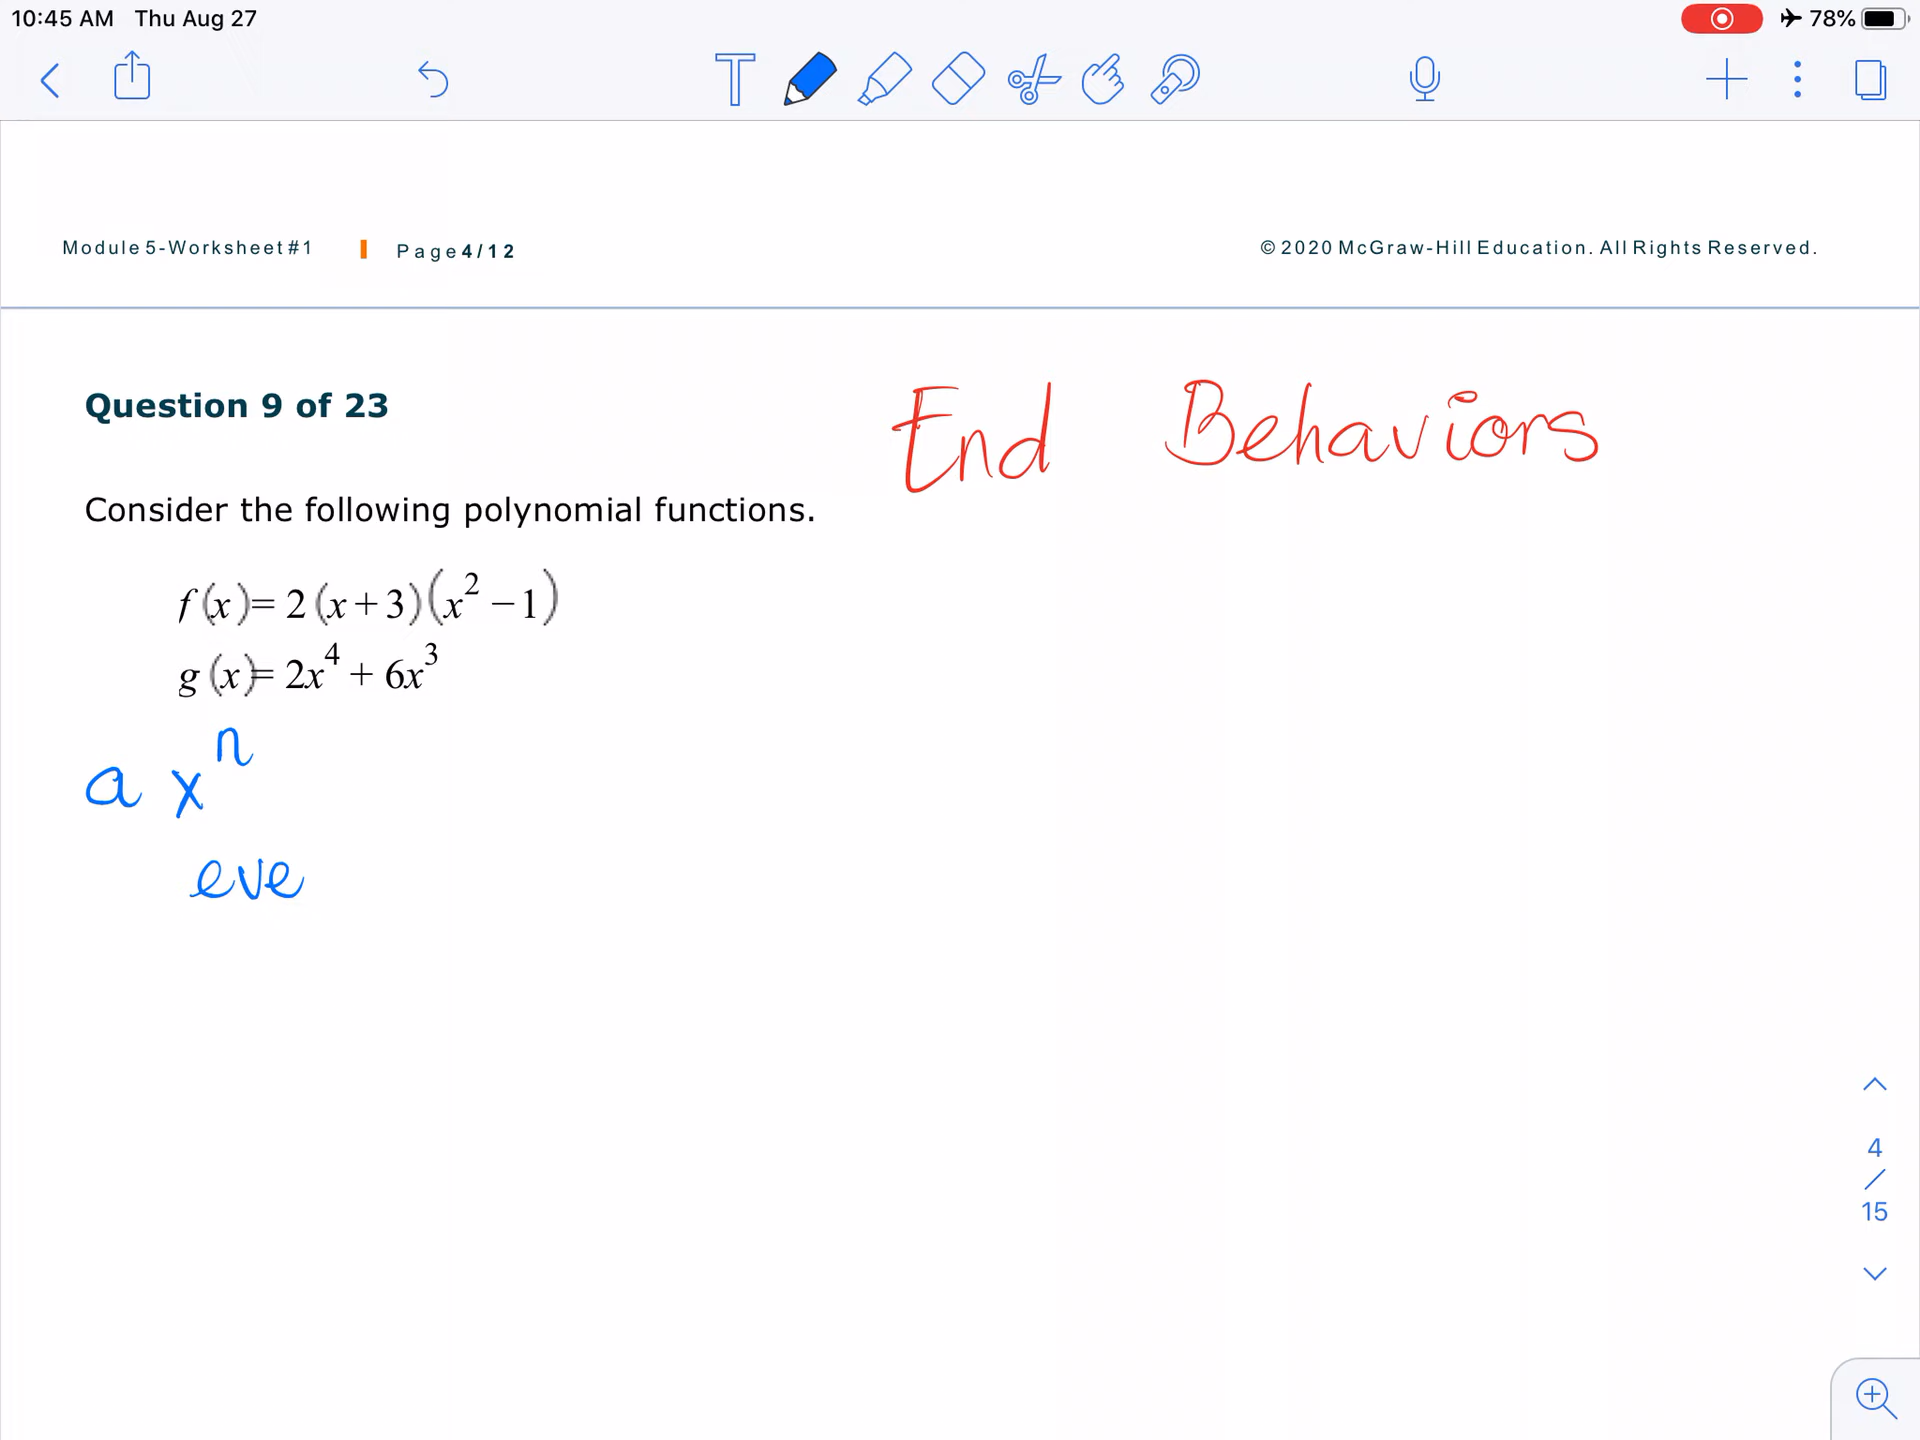 10:45 AM Thu Aug 27 78%
T
Module 5-Worksheet #1 Page 4/12 © 2020 McGraw-Hill Education. All Rights Reserved.
Question 9 of 23
End Behaviors
Consider the following polynomial functions.
f(x)= 2(x+3)(x² −1)
g(x)= 2x⁴ + 6x³
a xⁿ
eve
4
/
15